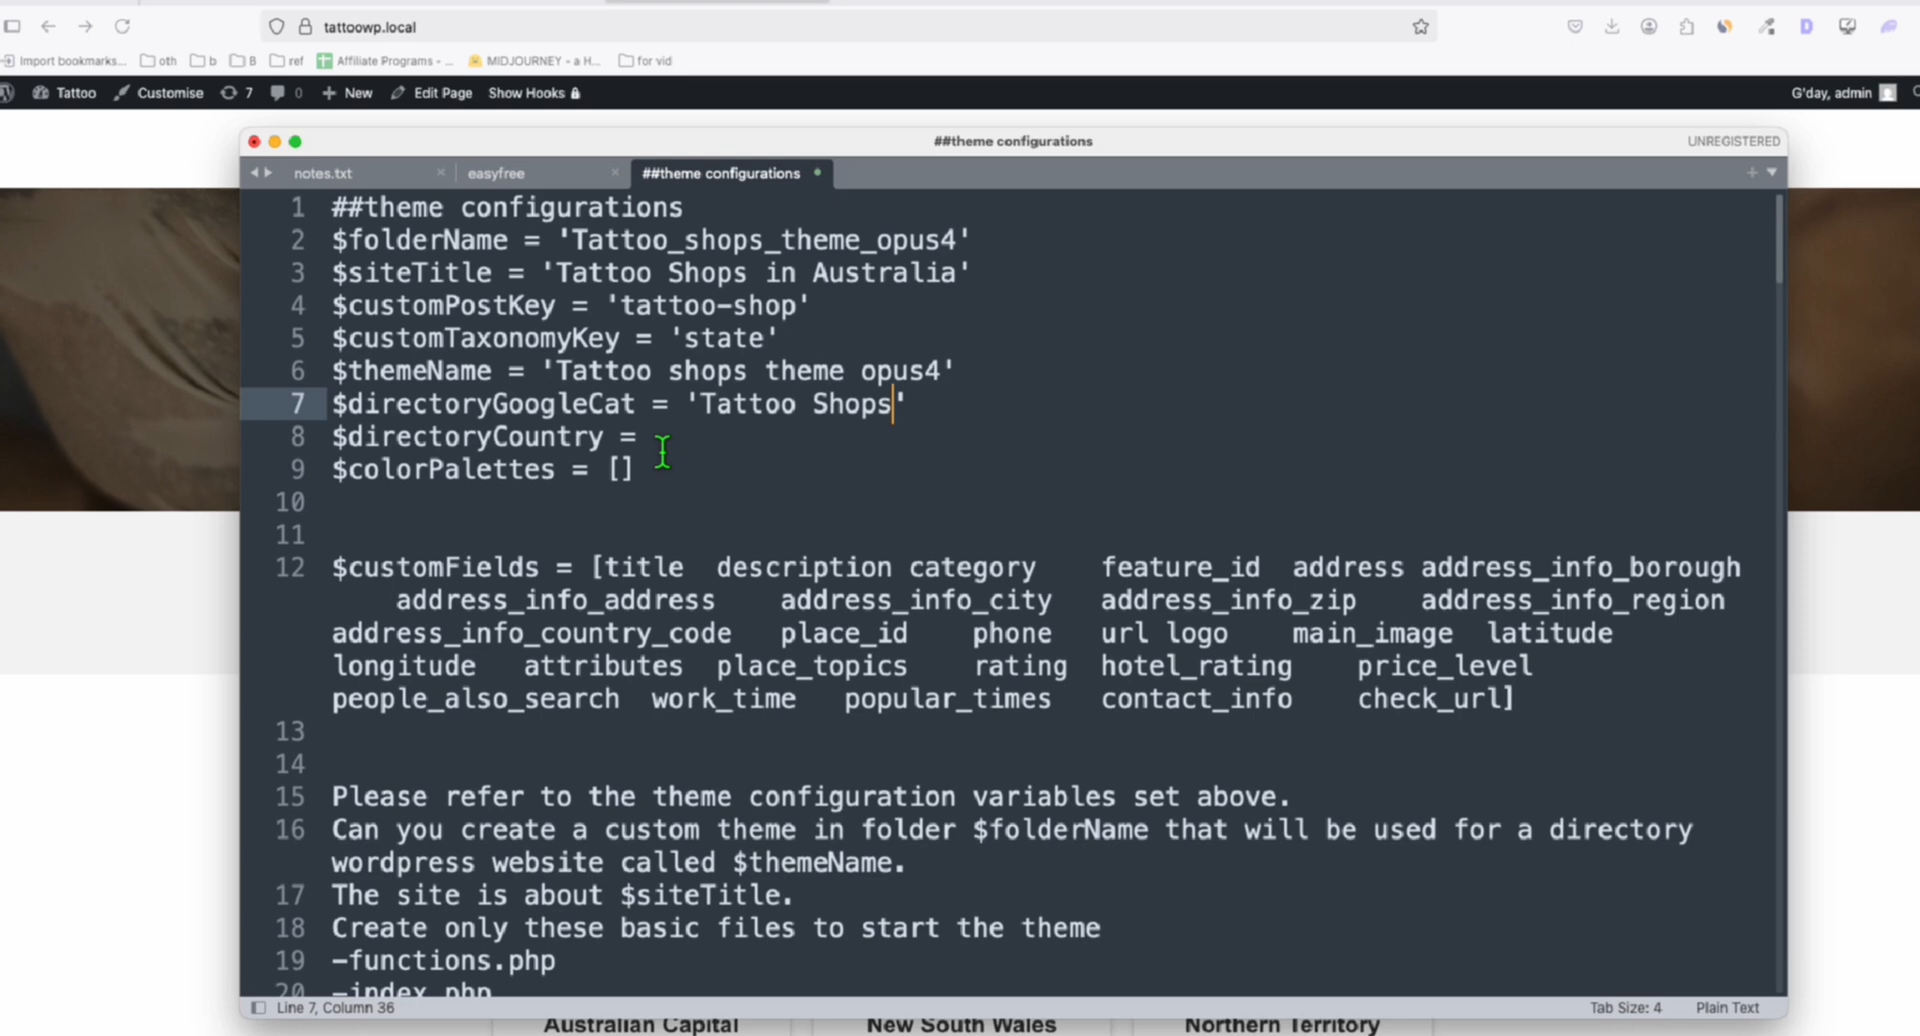 tattoowp.local
Import bookmarks... oth b B ref Affiliate Programs - ... MIDJOURNEY - a H... for vid
Tattoo Customise 7 0 New Edit Page Show Hooks G'day, admin
##theme configurations UNREGISTERED
notes.txt easyfree ##theme configurations
1 ##theme configurations
2 $folderName = 'Tattoo_shops_theme_opus4'
3 $siteTitle = 'Tattoo Shops in Australia'
4 $customPostKey = 'tattoo-shop'
5 $customTaxonomyKey = 'state'
6 $themeName = 'Tattoo shops theme opus4'
7 $directoryGoogleCat = 'Tattoo Shops'
8 $directoryCountry =
9 $colorPalettes = []
10
11
12 $customFields = [title description category feature_id address address_info_borough
address_info_address address_info_city address_info_zip address_info_region
address_info_country_code place_id phone url logo main_image latitude
longitude attributes place_topics rating hotel_rating price_level
people_also_search work_time popular_times contact_info check_url]
13
14
15 Please refer to the theme configuration variables set above.
16 Can you create a custom theme in folder $folderName that will be used for a directory
wordpress website called $themeName.
17 The site is about $siteTitle.
18 Create only these basic files to start the theme
19 -functions.php
20 -index.php
Line 7, Column 36 Tab Size: 4 Plain Text
Australian Capital New South Wales Northern Territory